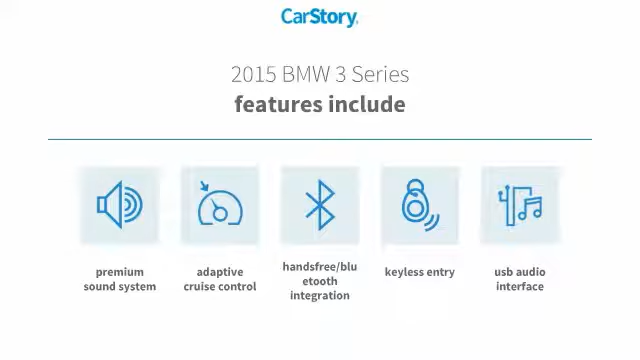 CarStory.
2015 BMW 3 Series
features include
premium
sound system
adaptive
cruise control
handsfree/blu
etooth
integration
keyless entry
usb audio
interface